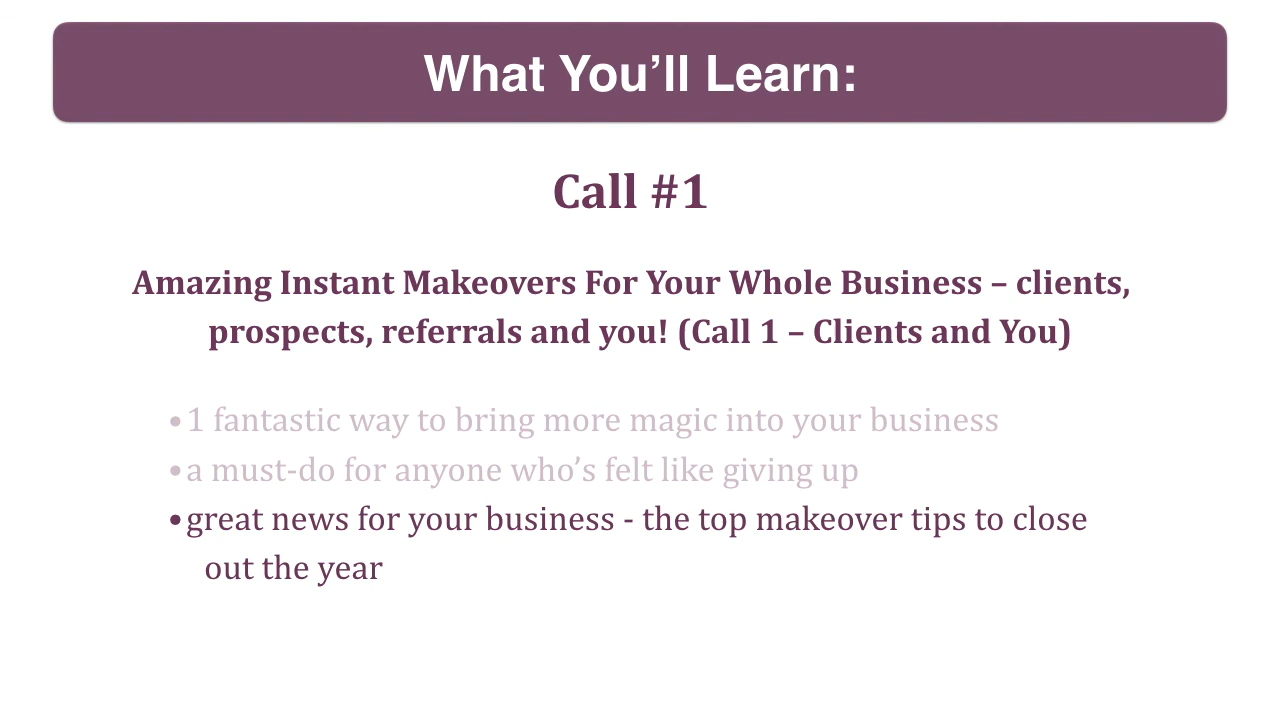 What You’ll Learn:
Call #1
Amazing Instant Makeovers For Your Whole Business – clients,
prospects, referrals and you! (Call 1 – Clients and You)
•1 fantastic way to bring more magic into your business
•a must-do for anyone who’s felt like giving up
•great news for your business - the top makeover tips to close
out the year